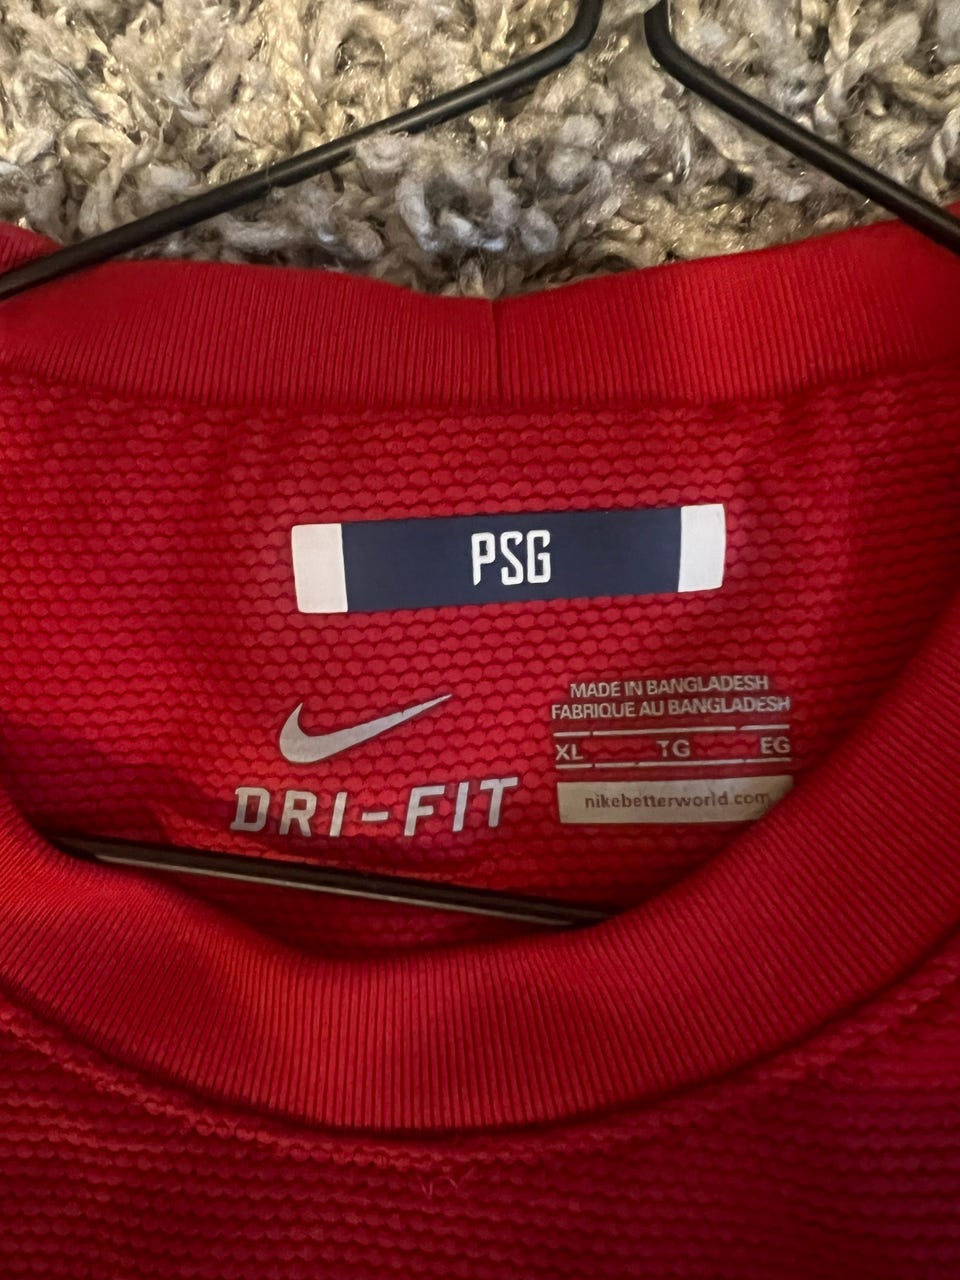 PSG
MADE IN BANGLADESH
FABRIQUE AU BANGLADESH
XL TG EG
nikebetterworld.com
DRI-FIT